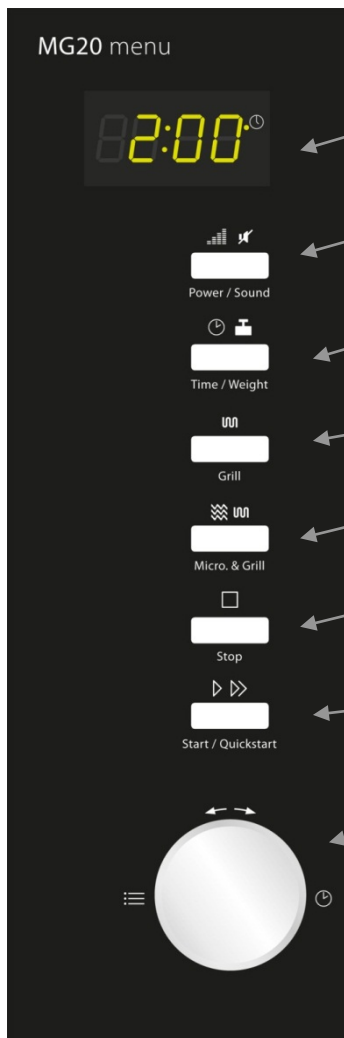 MG20 menu
2:00
Power / Sound
Time / Weight
Grill
Micro. & Grill
Stop
Start / Quickstart